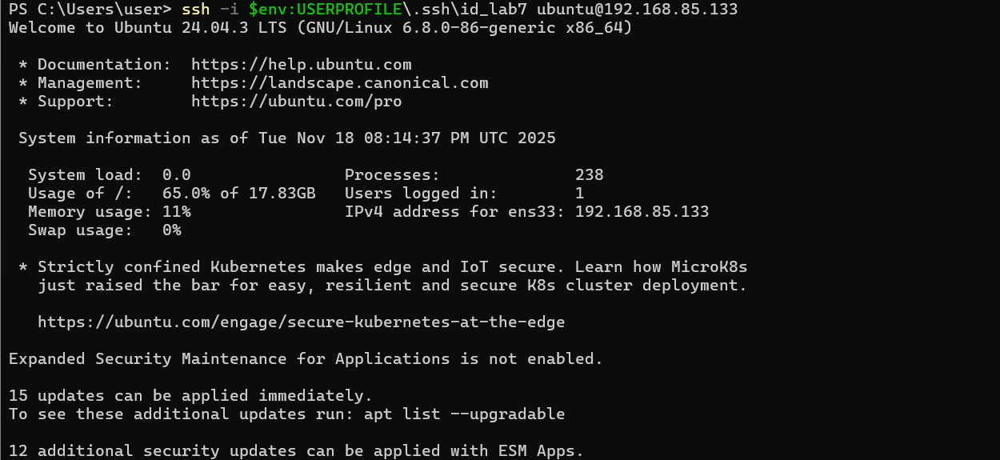 PS C:\Users\user> ssh -i $env:USERPROFILE\.ssh\id_lab7 ubuntu@192.168.85.133
Welcome to Ubuntu 24.04.3 LTS (GNU/Linux 6.8.0-86-generic x86_64)

 * Documentation:  https://help.ubuntu.com
 * Management:     https://landscape.canonical.com
 * Support:        https://ubuntu.com/pro

 System information as of Tue Nov 18 08:14:37 PM UTC 2025

  System load:  0.0                Processes:              238
  Usage of /:   65.0% of 17.83GB   Users logged in:        1
  Memory usage: 11%                IPv4 address for ens33: 192.168.85.133
  Swap usage:   0%

 * Strictly confined Kubernetes makes edge and IoT secure. Learn how MicroK8s
   just raised the bar for easy, resilient and secure K8s cluster deployment.

   https://ubuntu.com/engage/secure-kubernetes-at-the-edge

Expanded Security Maintenance for Applications is not enabled.

15 updates can be applied immediately.
To see these additional updates run: apt list --upgradable

12 additional security updates can be applied with ESM Apps.